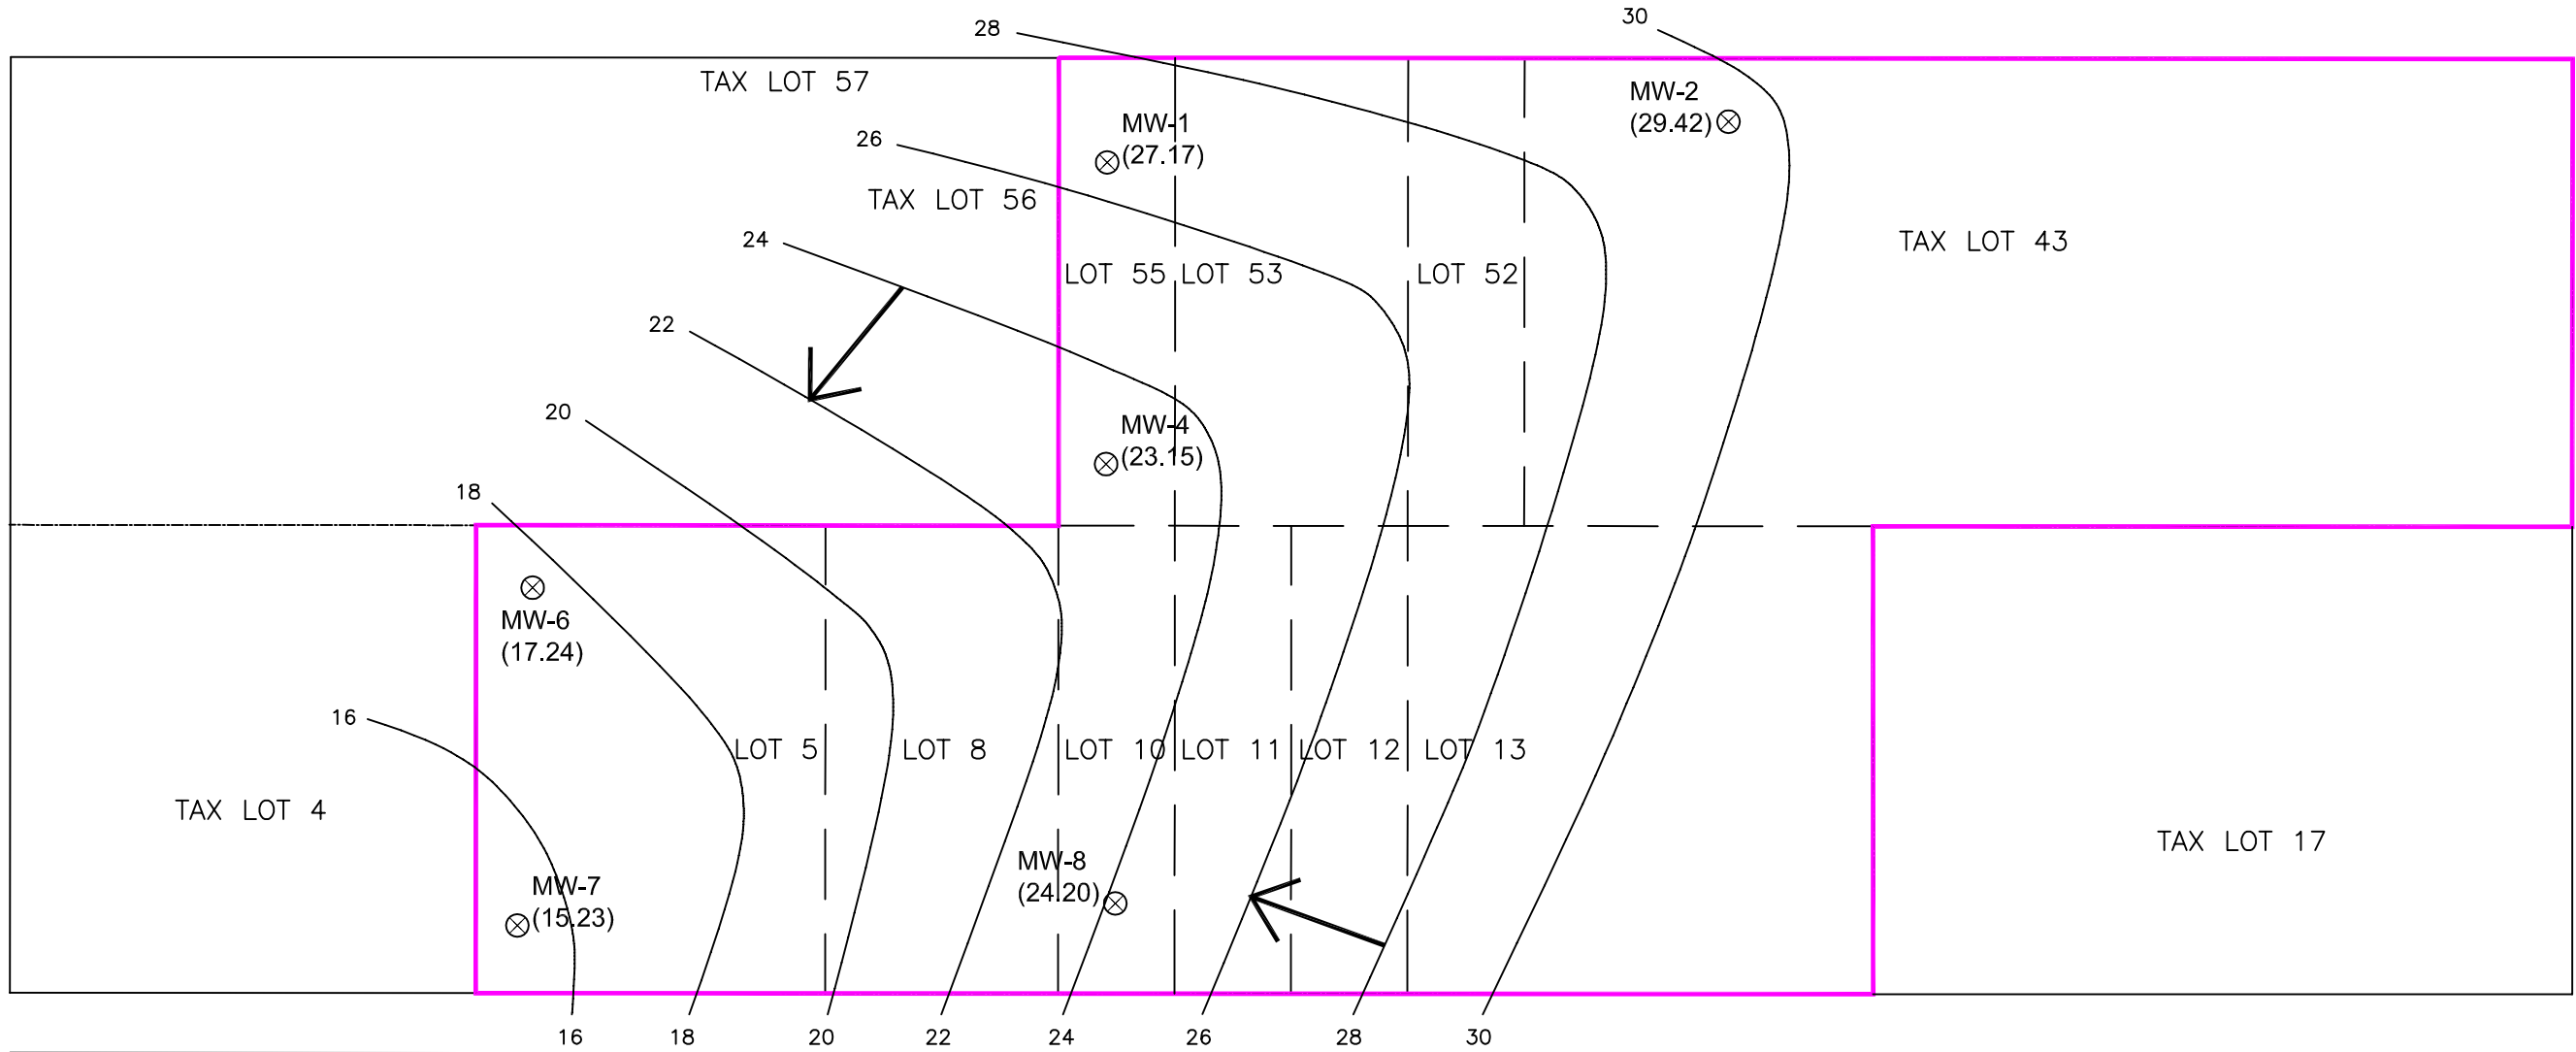 30
28
TAX LOT 57
MW-2
(29.42)
MW-1
(27.17)
26
TAX LOT 56
24
TAX LOT 43
LOT 55
LOT 53
LOT 52
22
20
MW-4
(23.15)
18
MW-6
(17.24)
16
LOT 5
LOT 8
LOT 10
LOT 11
LOT 12
LOT 13
TAX LOT 4
TAX LOT 17
MW-8
(24.20)
MW-7
(15.23)
16
18
20
22
24
26
28
30